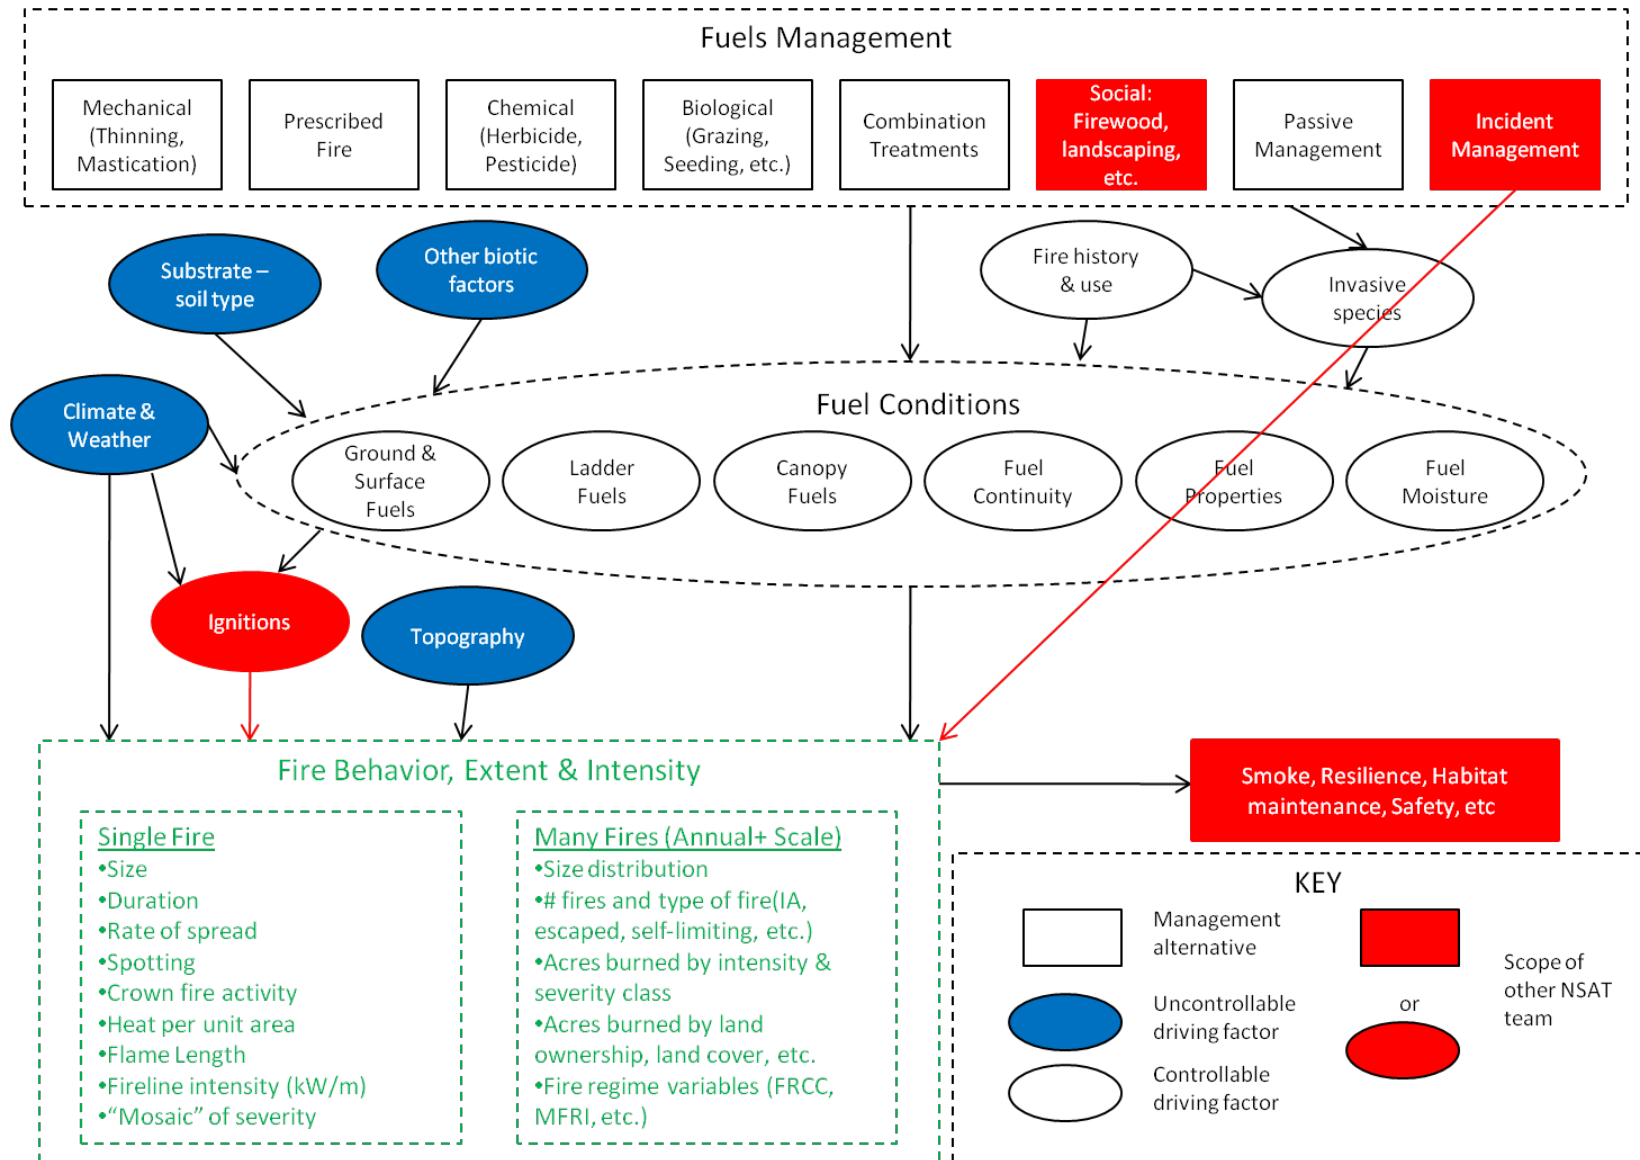 Fuels Management
Mechanical
(Thinning,
Mastication)
Prescribed
Fire
Chemical
(Herbicide,
Pesticide)
Biological
(Grazing,
Seeding, etc.)
Combination
Treatments
Social:
Firewood,
landscaping,
etc.
Passive
Management
Incident
Management
Substrate –
soil type
Other biotic
factors
Fire history
& use
Invasive
species
Climate &
Weather
Fuel Conditions
Ground &
Surface
Fuels
Ladder
Fuels
Canopy
Fuels
Fuel
Continuity
Fuel
Properties
Fuel
Moisture
Ignitions
Topography
Fire Behavior, Extent & Intensity
Single Fire
•Size
•Duration
•Rate of spread
•Spotting
•Crown fire activity
•Heat per unit area
•Flame Length
•Fireline intensity (kW/m)
•“Mosaic” of severity
Many Fires (Annual+ Scale)
•Size distribution
•# fires and type of fire(IA,
escaped, self-limiting, etc.)
•Acres burned by intensity &
severity class
•Acres burned by land
ownership, land cover, etc.
•Fire regime variables (FRCC,
MFRI, etc.)
Smoke, Resilience, Habitat
maintenance, Safety, etc
KEY
Management
alternative
Uncontrollable
driving factor
Controllable
driving factor
or
Scope of
other NSAT
team